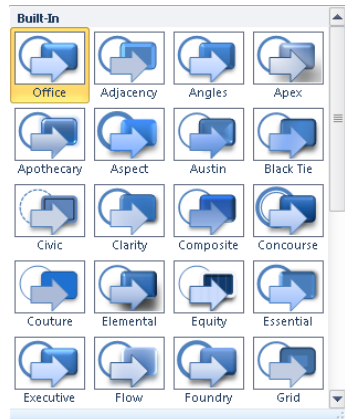 Built-In
Office Adjacency Angles Apex
Apothecary Aspect Austin Black Tie
Civic Clarity Composite Concourse
Couture Elemental Equity Essential
Executive Flow Foundry Grid